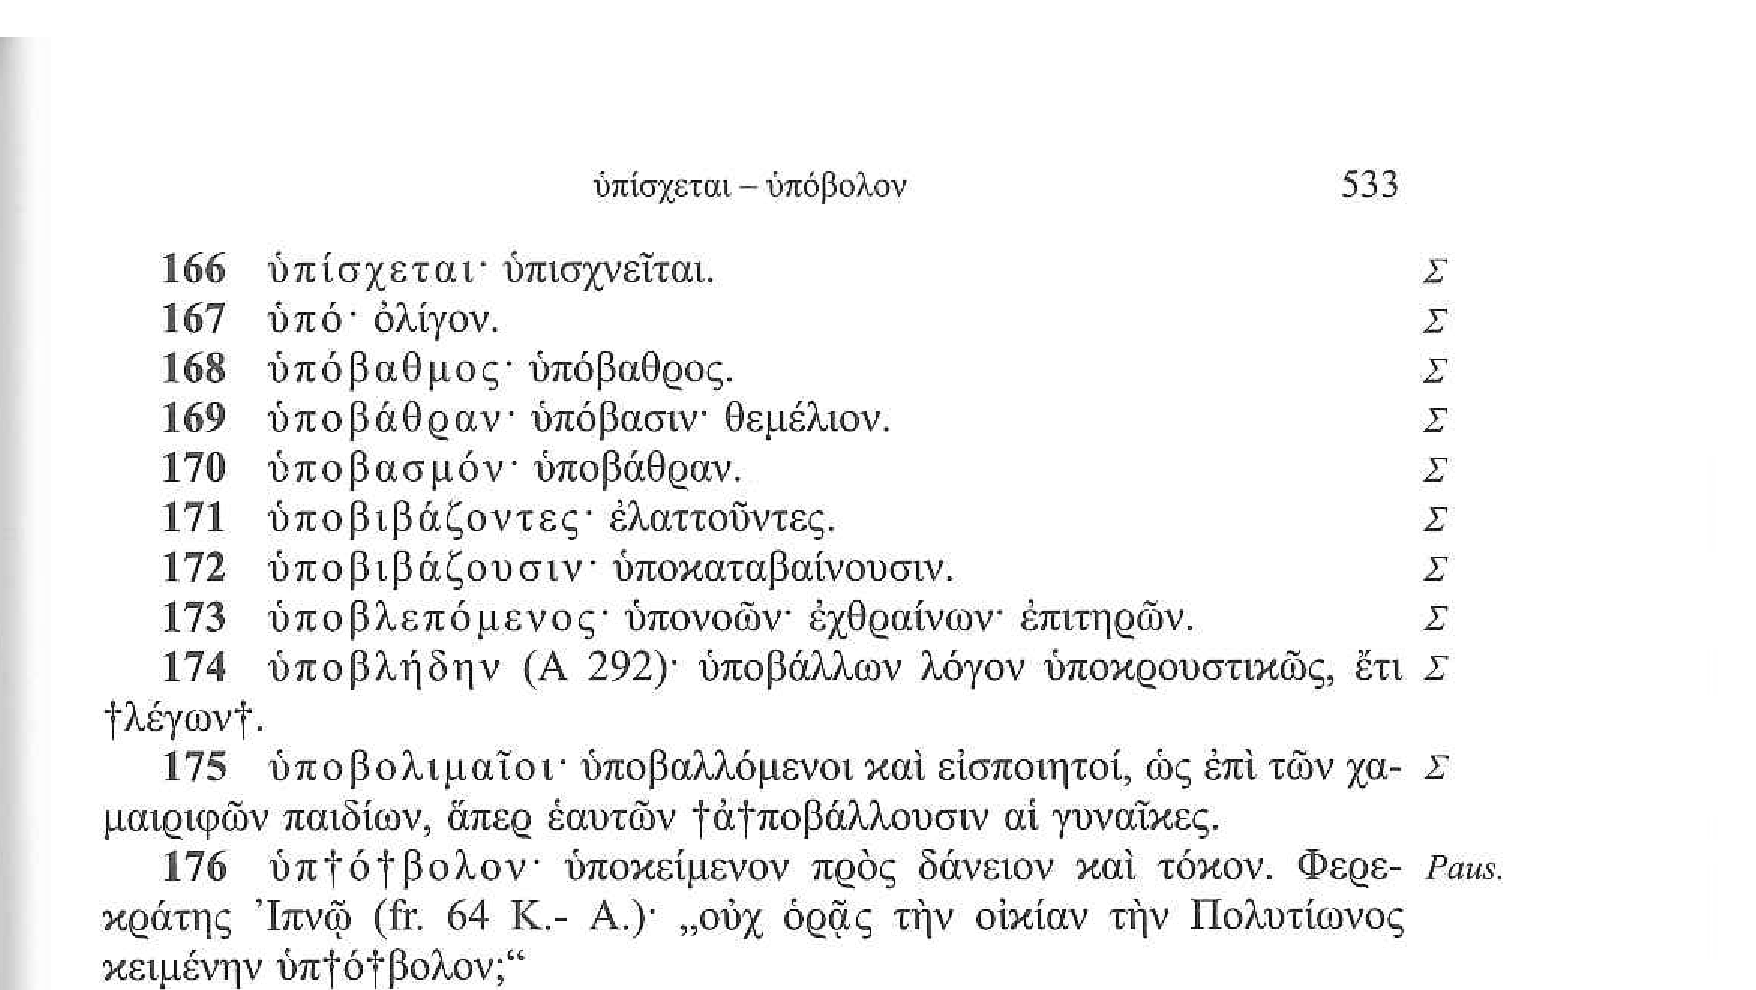 ὑπίσχεται – ὑπόβολον 533
166 ὑπίσχεται· ὑπισχνεῖται. Σ
167 ὑπό· ὀλίγον. Σ
168 ὑπόβαθμος· ὑπόβαθρος. Σ
169 ὑποβάθραν· ὑπόβασιν· θεμέλιον. Σ
170 ὑποβασμόν· ὑποβάθραν. Σ
171 ὑποβιβάζοντες· ἐλαττοῦντες. Σ
172 ὑποβιβάζουσιν· ὑποκαταβαίνουσιν. Σ
173 ὑποβλεπόμενος· ὑπονοῶν· ἐχθραίνων· ἐπιτηρῶν. Σ
174 ὑποβλήδην (Α 292)· ὑποβάλλων λόγον ὑποκρουστικῶς, ἔτι Σ
†λέγων†.
175 ὑποβολιμαῖοι· ὑποβαλλόμενοι καὶ εἰσποιητοί, ὡς ἐπὶ τῶν χα- Σ
μαιριφῶν παιδίων, ἅπερ ἑαυτῶν †ἀ†ποβάλλουσιν αἱ γυναῖκες.
176 ὑπ†ό†βολον· ὑποκείμενον πρὸς δάνειον καὶ τόκον. Φερε- Paus.
κράτης Ἰπνῷ (fr. 64 K.- A.)· „οὐχ ὁρᾷς τὴν οἰκίαν τὴν Πολυτίωνος
κειμένην ὑπ†ό†βολον;“